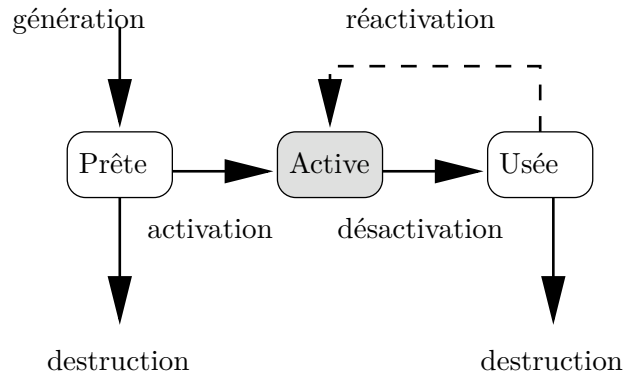 génération
réactivation
Prête
Active
Usée
activation
désactivation
destruction
destruction